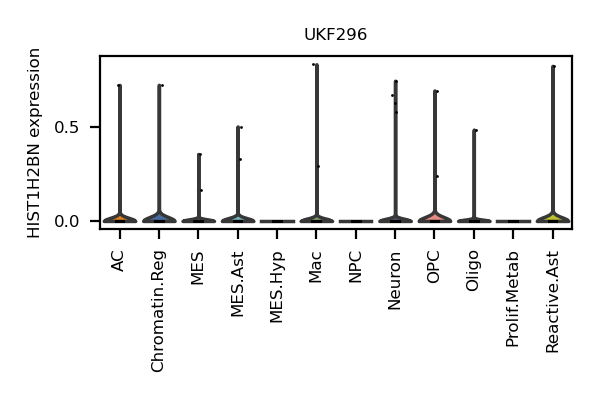 UKF296
HIST1H2BN expression
0.5
0.0
AC
Chromatin.Reg
MES
MES.Ast
MES.Hyp
Mac
NPC
Neuron
OPC
Oligo
Prolif.Metab
Reactive.Ast